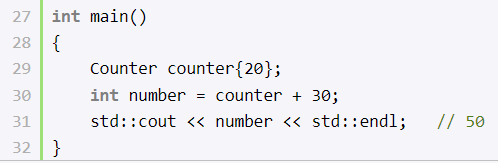 27 int main()
28 {
29     Counter counter{20};
30     int number = counter + 30;
31     std::cout << number << std::endl;   // 50
32 }